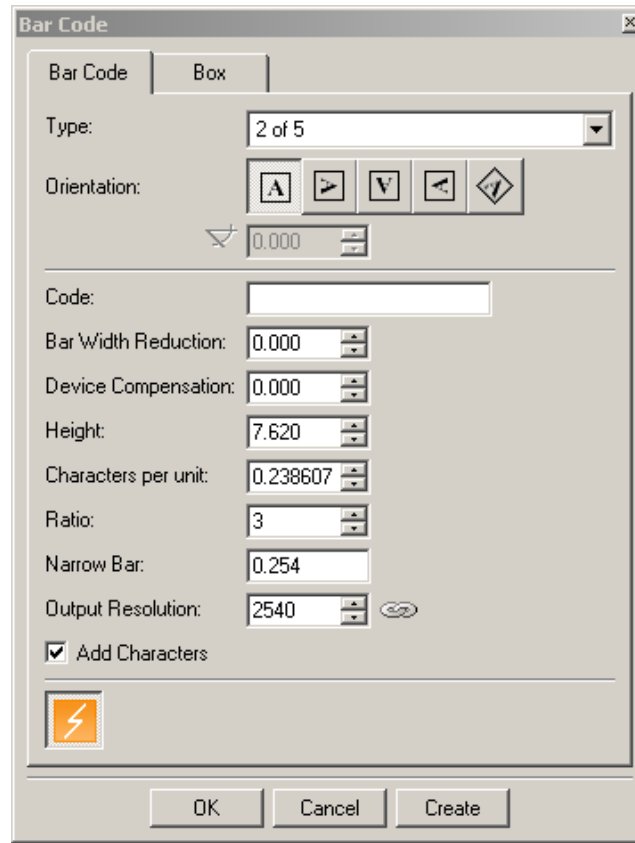 Bar Code
Bar Code Box
Type: 2 of 5
Orientation: A A A A A
0.000
Code:
Bar Width Reduction: 0.000
Device Compensation: 0.000
Height: 7.620
Characters per unit: 0.238607
Ratio: 3
Narrow Bar: 0.254
Output Resolution: 2540
Add Characters
OK Cancel Create